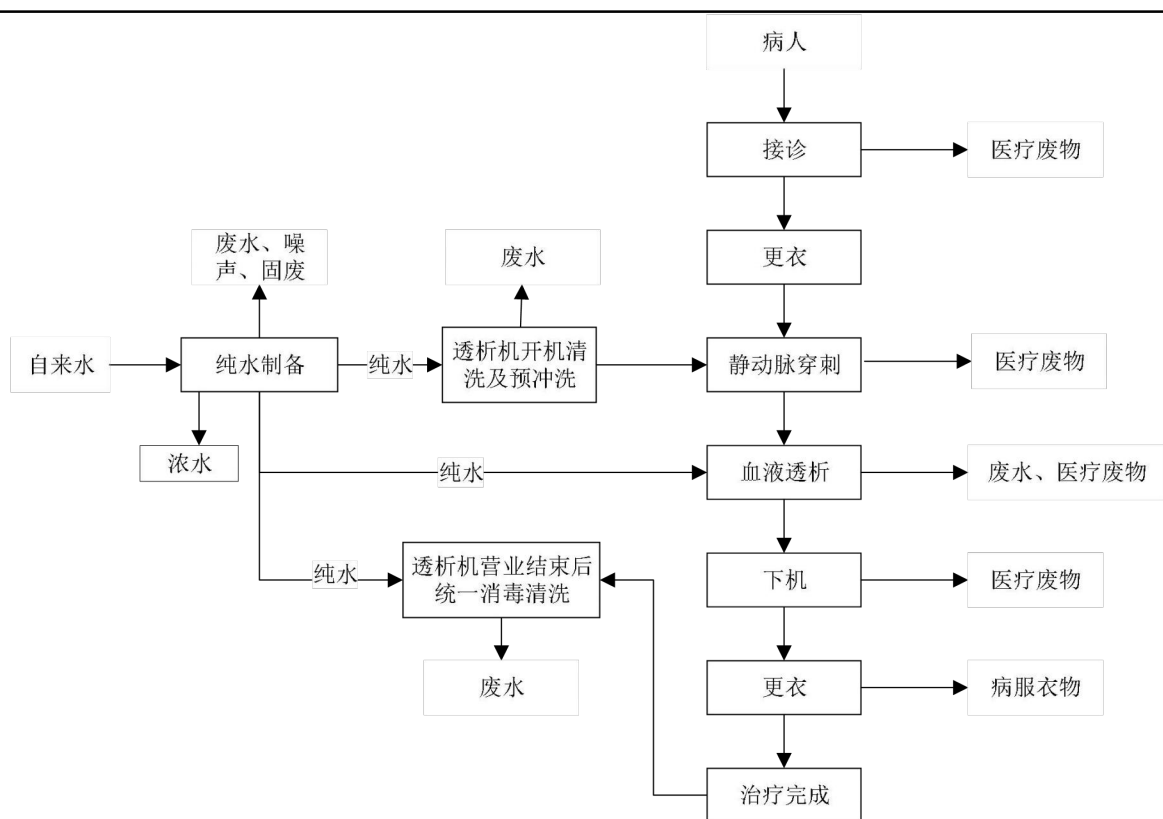 病人
接诊
医疗废物
废水、噪
声、固废
废水
更衣
自来水
纯水制备
纯水
透析机开机清
洗及预冲洗
静动脉穿刺
医疗废物
浓水
纯水
血液透析
废水、医疗废物
纯水
透析机营业结束后
统一消毒清洗
下机
医疗废物
废水
更衣
病服衣物
治疗完成